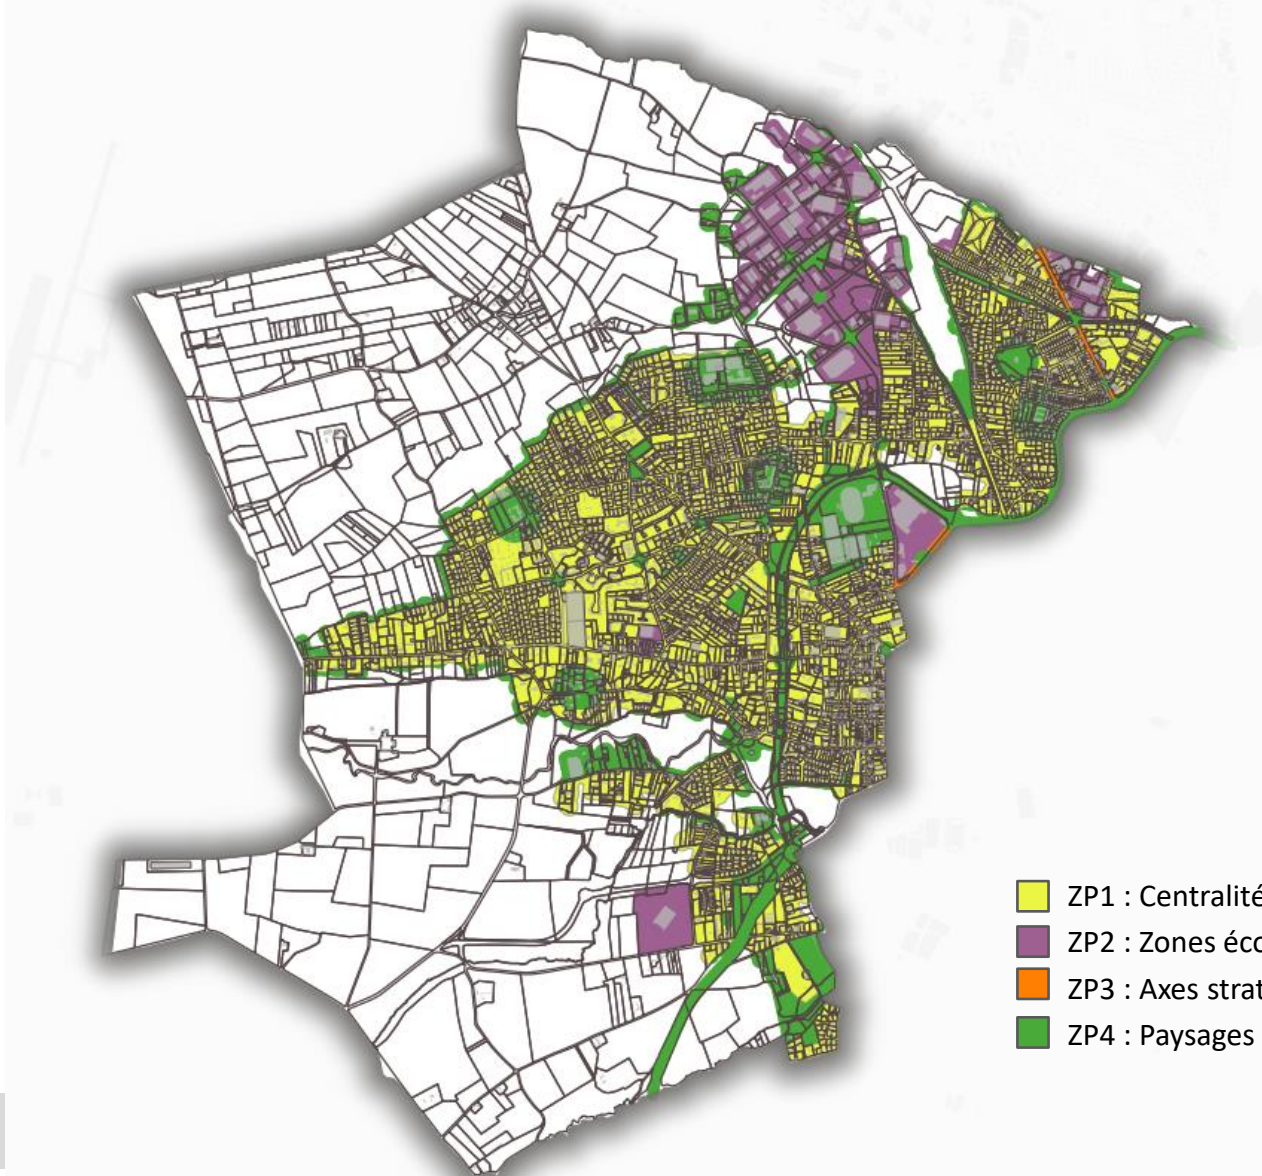 ZP1 : Centralité
ZP2 : Zones éco
ZP3 : Axes strat
ZP4 : Paysages